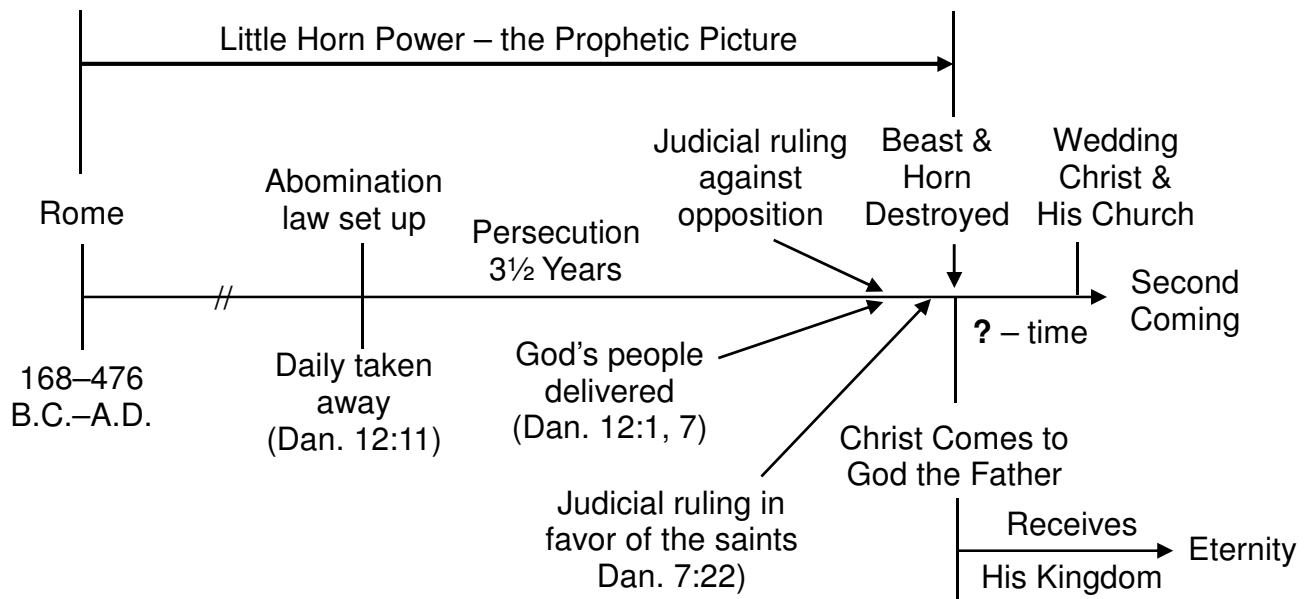 Little Horn Power – the Prophetic Picture
Rome
Abomination
law set up
Persecution
3½ Years
Judicial ruling
against
opposition
Beast &
Horn
Destroyed
Wedding
Christ &
His Church
//
Second
Coming
168–476
B.C.–A.D.
Daily taken
away
(Dan. 12:11)
God's people
delivered
(Dan. 12:1, 7)
Judicial ruling in
favor of the saints
Dan. 7:22)
? – time
Christ Comes to
God the Father
Receives
His Kingdom
Eternity